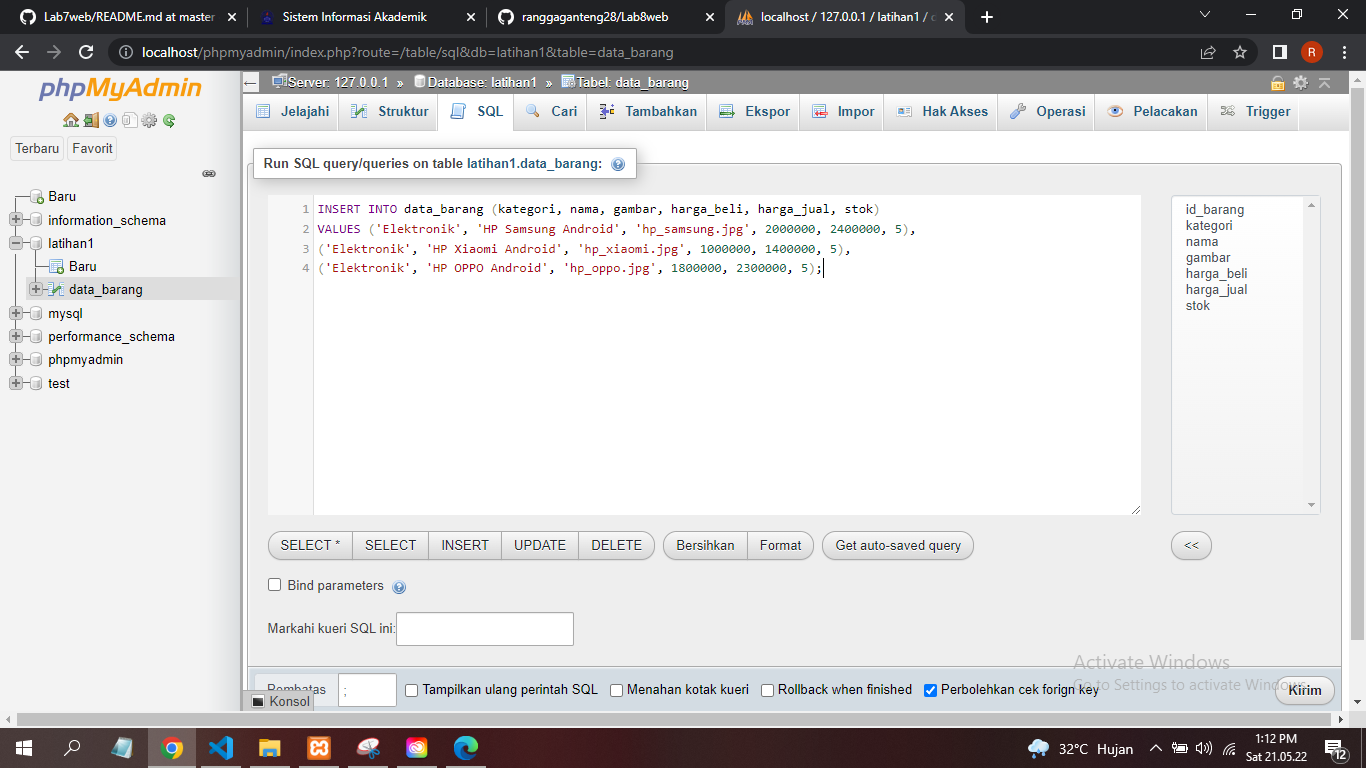 Lab7web/README.md at master
Sistem Informasi Akademik
ranggaganteng28/Lab8web
localhost / 127.0.0.1 / latihan1 / d
localhost/phpmyadmin/index.php?route=/table/sql&db=latihan1&table=data_barang
R
phpMyAdmin
Terbaru
Favorit
Baru
information_schema
latihan1
Baru
data_barang
mysql
performance_schema
phpmyadmin
test
Server: 127.0.0.1 » Database: latihan1 » Tabel: data_barang
Jelajahi
Struktur
SQL
Cari
Tambahkan
Ekspor
Impor
Hak Akses
Operasi
Pelacakan
Trigger
Run SQL query/queries on table latihan1.data_barang:
1 INSERT INTO data_barang (kategori, nama, gambar, harga_beli, harga_jual, stok)
2 VALUES ('Elektronik', 'HP Samsung Android', 'hp_samsung.jpg', 2000000, 2400000, 5),
3 ('Elektronik', 'HP Xiaomi Android', 'hp_xiaomi.jpg', 1000000, 1400000, 5),
4 ('Elektronik', 'HP OPPO Android', 'hp_oppo.jpg', 1800000, 2300000, 5);
id_barang
kategori
nama
gambar
harga_beli
harga_jual
stok
SELECT *
SELECT
INSERT
UPDATE
DELETE
Bersihkan
Format
Get auto-saved query
<<
Bind parameters
Markahi kueri SQL ini:
Activate Windows
Go to Settings to activate Windows.
Pembatas
;
Tampilkan ulang perintah SQL
Menahan kotak kueri
Rollback when finished
Perbolehkan cek forign key
Kirim
Konsol
32°C Hujan
1:12 PM
Sat 21.05.22
12